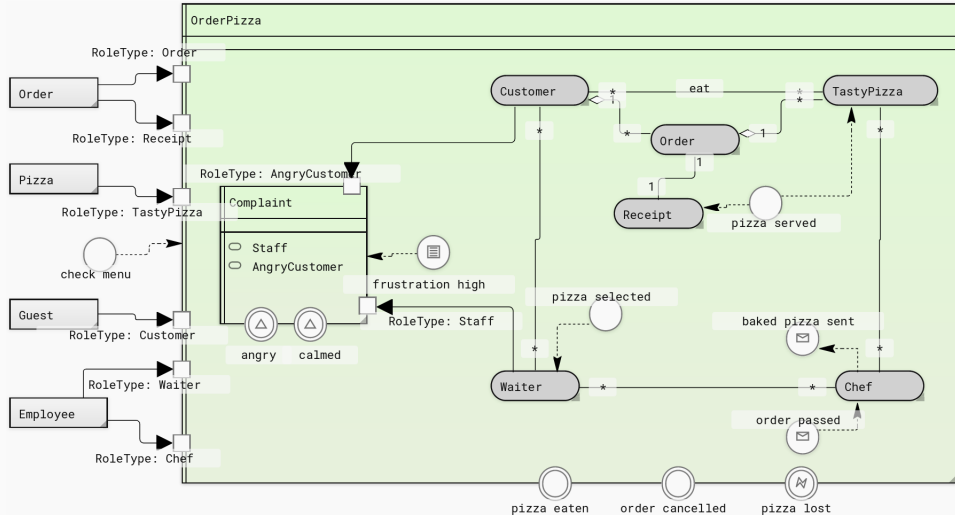 OrderPizza
RoleType: Order
Order
RoleType: Receipt
Pizza
RoleType: TastyPizza
check menu
Guest
RoleType: Customer
RoleType: Waiter
Employee
RoleType: Chef
RoleType: AngryCustomer
Complaint
Staff
AngryCustomer
frustration high
RoleType: Staff
angry
calmed
Customer
* eat *
1 *
TastyPizza
* Order 1
*
*
1
1
Receipt
pizza served
pizza selected
baked pizza sent
* *
Waiter
* *
Chef
order passed
pizza eaten
order cancelled
pizza lost